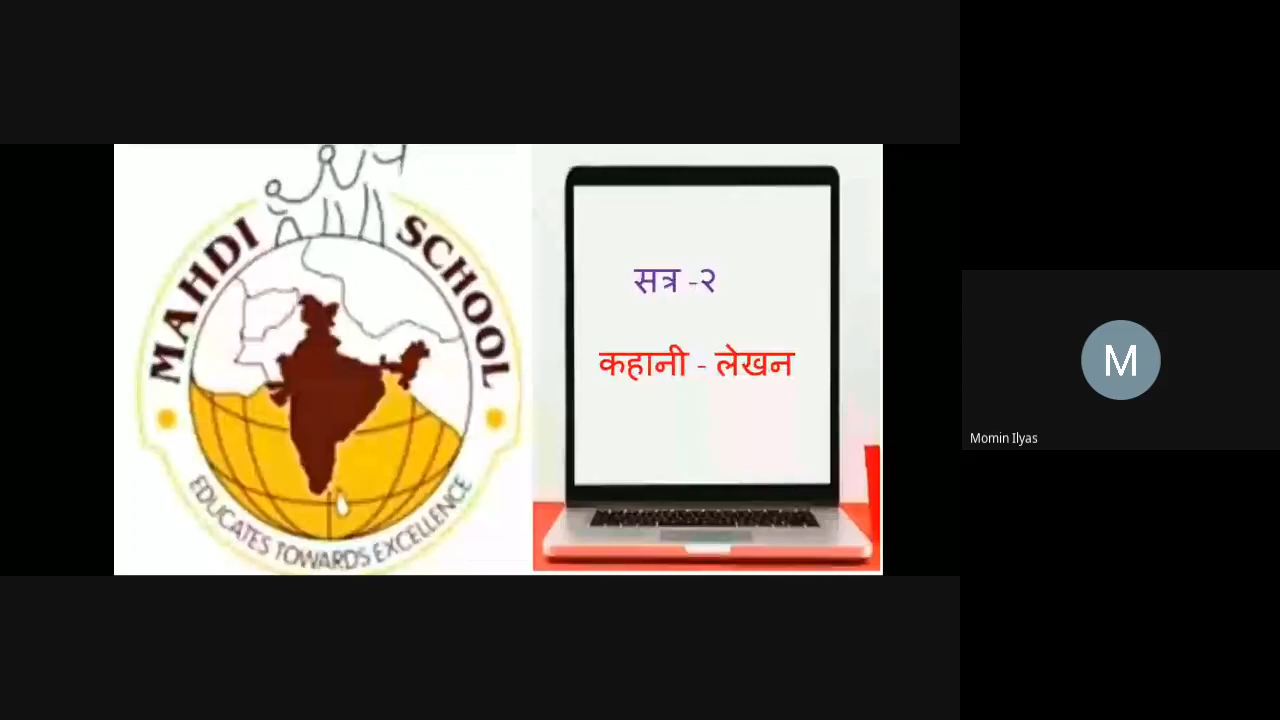 MAHDI SCHOOL
EDUCATES TOWARDS EXCELLENCE
सत्र -२
कहानी - लेखन
M
Momin Ilyas